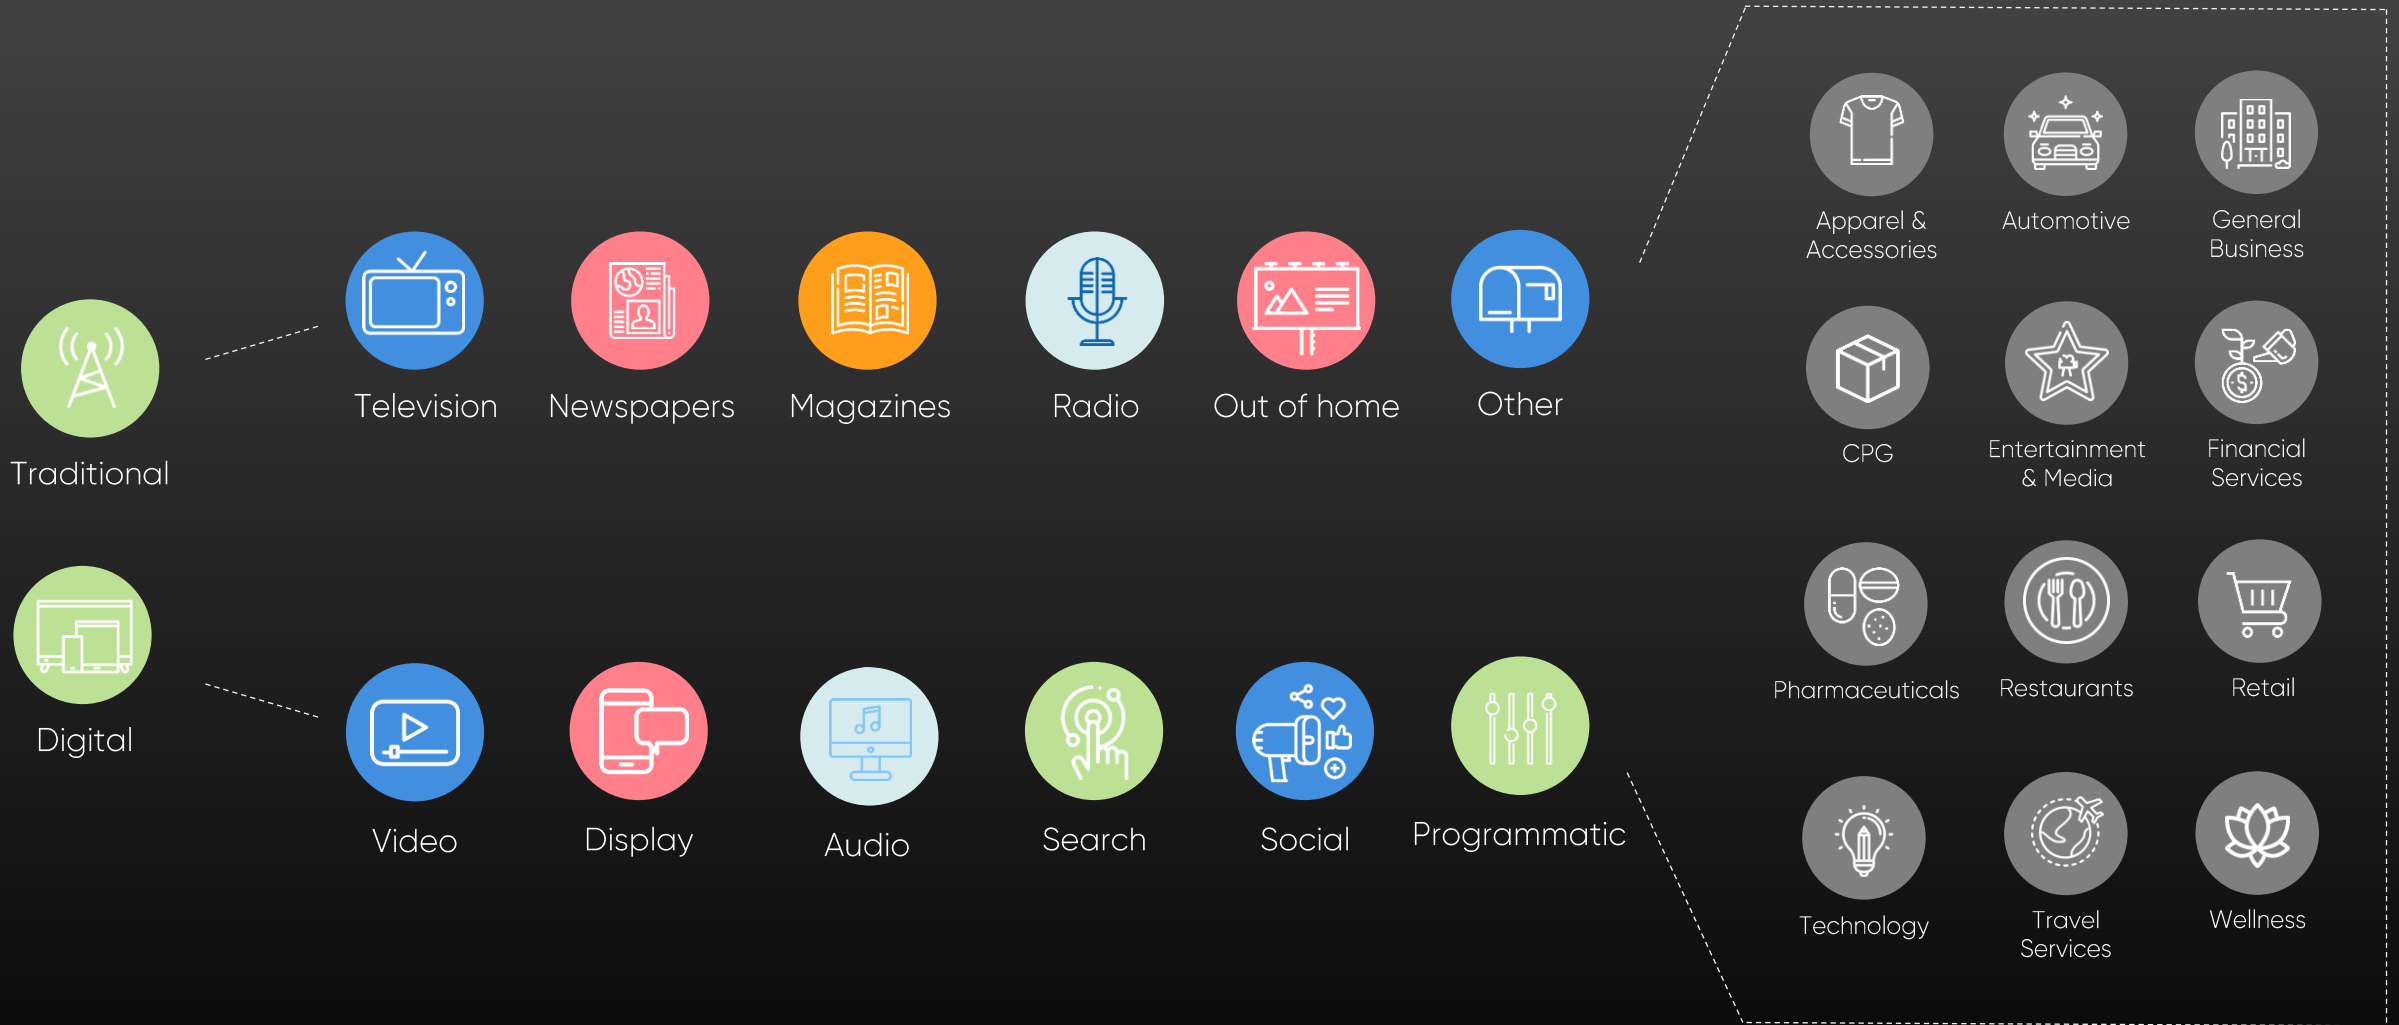 Traditional
Television
Newspapers
Magazines
Radio
Out of home
Other
Digital
Video
Display
Audio
Search
Social
Programmatic
Apparel &
Accessories
Automotive
General
Business
CPG
Entertainment
& Media
Financial
Services
Pharmaceuticals
Restaurants
Retail
Technology
Travel
Services
Wellness